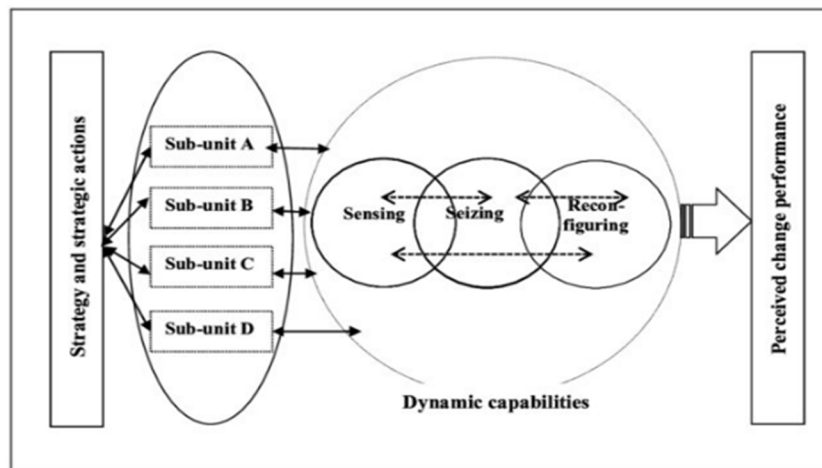 Strategy and strategic actions
Sub-unit A
Sub-unit B
Sub-unit C
Sub-unit D
Sensing
Seizing
Recon-
figuring
Dynamic capabilities
Perceived change performance